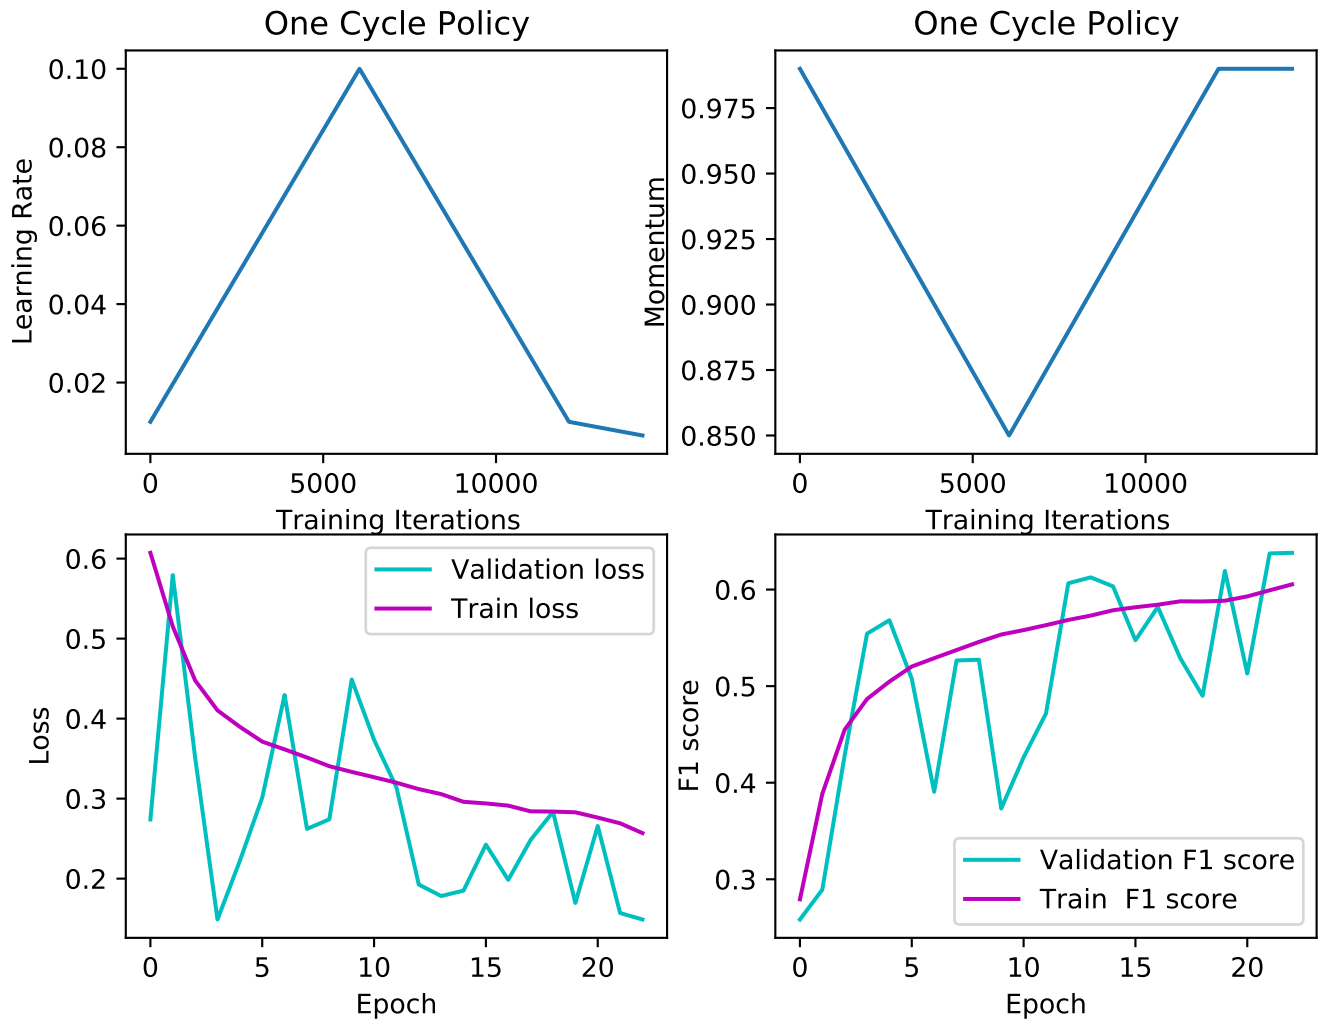 One Cycle Policy
Learning Rate
0.10
0.08
0.06
0.04
0.02
0
5000
10000
Training Iterations
One Cycle Policy
Momentum
0.975
0.950
0.925
0.900
0.875
0.850
0
5000
10000
Training Iterations
Loss
0.6
0.5
0.4
0.3
0.2
Validation loss
Train loss
0
5
10
15
20
Epoch
F1 score
0.6
0.5
0.4
0.3
Validation F1 score
Train  F1 score
0
5
10
15
20
Epoch